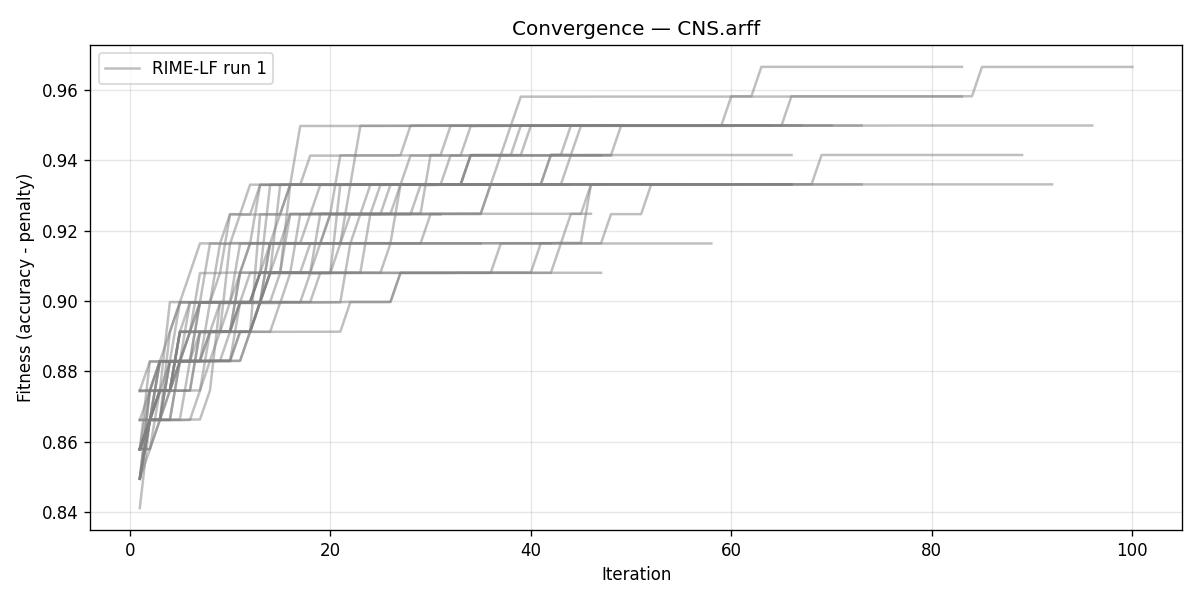 Convergence — CNS.arff
RIME-LF run 1
Fitness (accuracy - penalty)
0.96
0.94
0.92
0.90
0.88
0.86
0.84
0 20 40 60 80 100
Iteration